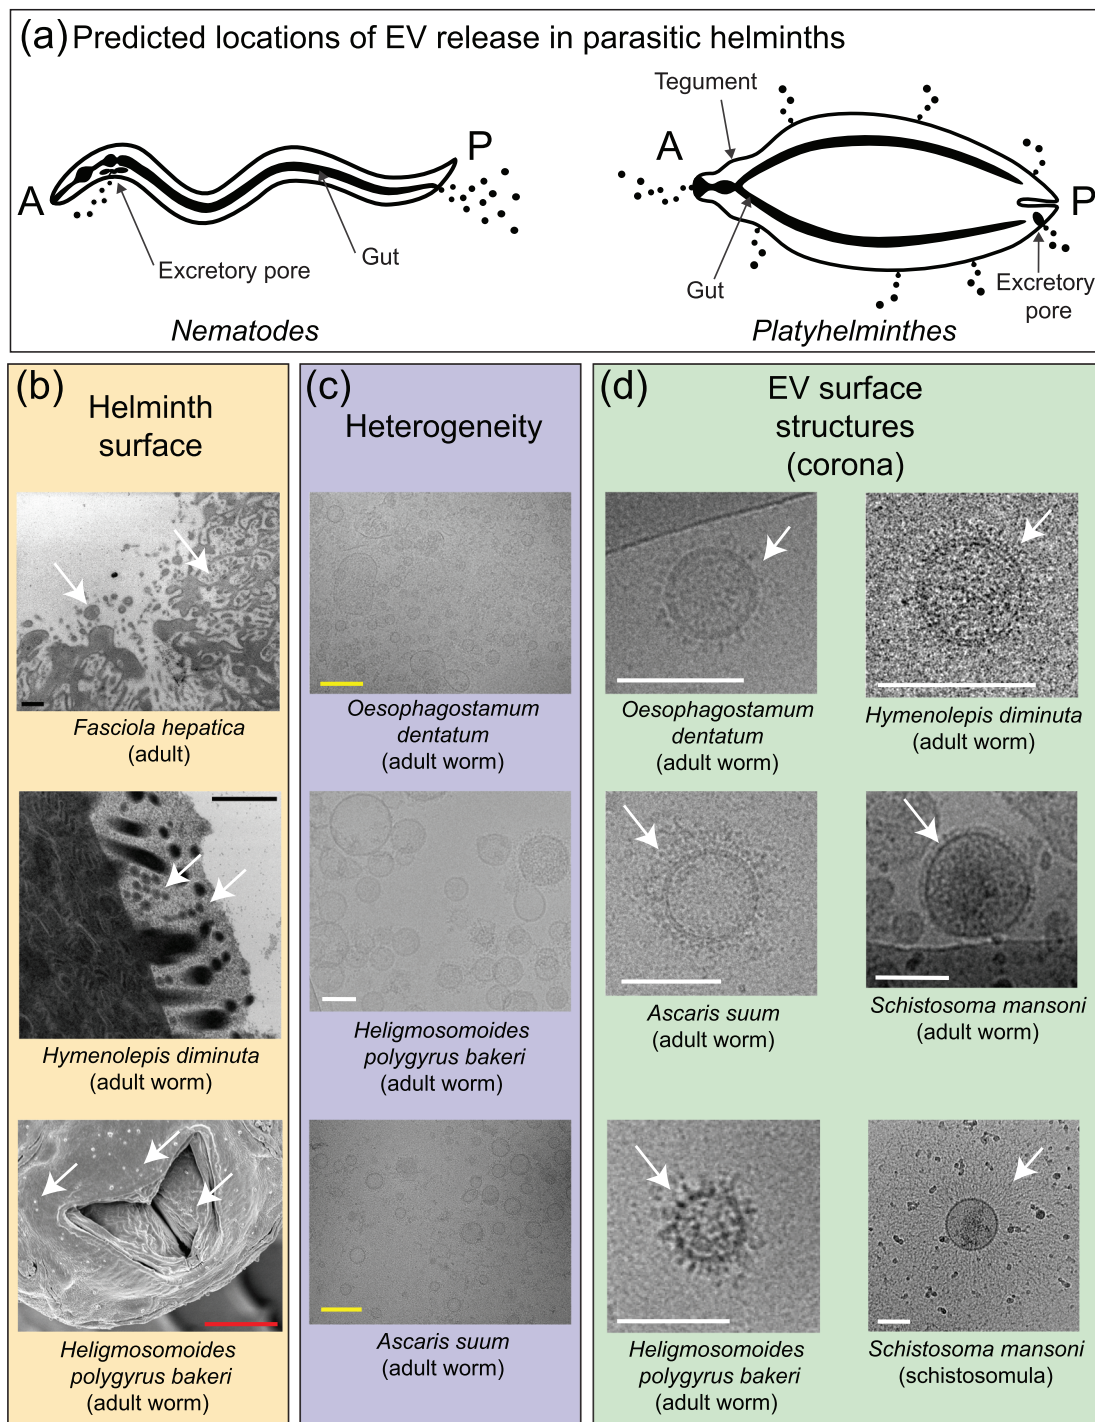 (a) Predicted locations of EV release in parasitic helminths
A
P
Excretory pore
Gut
Nematodes
Tegument
A
P
Gut
Excretory
pore
Platyhelminthes
(b)
Helminth
surface
Fasciola hepatica
(adult)
Hymenolepis diminuta
(adult worm)
Heligmosomoides
polygyrus bakeri
(adult worm)
(c)
Heterogeneity
Oesophagostamum
dentatum
(adult worm)
Heligmosomoides
polygyrus bakeri
(adult worm)
Ascaris suum
(adult worm)
(d)
EV surface
structures
(corona)
Oesophagostamum
dentatum
(adult worm)
Hymenolepis diminuta
(adult worm)
Ascaris suum
(adult worm)
Schistosoma mansoni
(adult worm)
Heligmosomoides
polygyrus bakeri
(adult worm)
Schistosoma mansoni
(schistosomula)